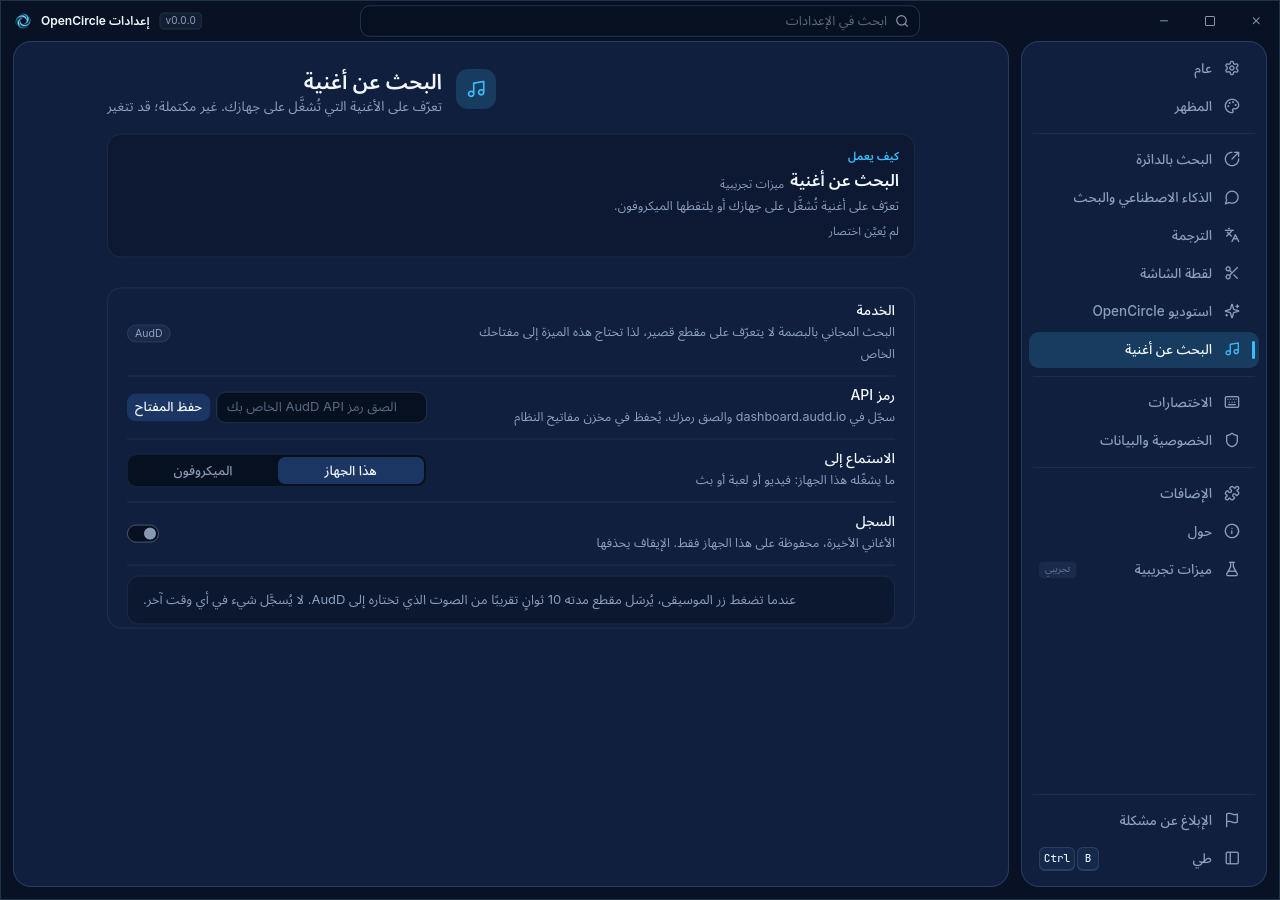 إعدادات OpenCircle
v0.0.0
ابحث في الإعدادات
عام
المظهر
البحث بالدائرة
الذكاء الاصطناعي والبحث
الترجمة
لقطة الشاشة
استوديو OpenCircle
البحث عن أغنية
الاختصارات
الخصوصية والبيانات
الإضافات
حول
ميزات تجريبية
تجريبي
الإبلاغ عن مشكلة
طي
Ctrl B
البحث عن أغنية
تعرّف على الأغنية التي تُشغَّل على جهازك. غير مكتملة؛ قد تتغير
كيف يعمل
البحث عن أغنية ميزات تجريبية
تعرّف على أغنية تُشغَّل على جهازك أو يلتقطها الميكروفون.
لم يُعيَّن اختصار
الخدمة
البحث المجاني بالبصمة لا يتعرّف على مقطع قصير، لذا تحتاج هذه الميزة إلى مفتاحك
الخاص
AudD
رمز API
سجّل في dashboard.audd.io والصق رمزك. يُحفظ في مخزن مفاتيح النظام
الصق رمز AudD API الخاص بك
حفظ المفتاح
الاستماع إلى
ما يشغّله هذا الجهاز: فيديو أو لعبة أو بث
هذا الجهاز
الميكروفون
السجل
الأغاني الأخيرة، محفوظة على هذا الجهاز فقط. الإيقاف يحذفها
عندما تضغط زر الموسيقى، يُرسَل مقطع مدته 10 ثوانٍ تقريبًا من الصوت الذي تختاره إلى AudD. لا يُسجَّل شيء في أي وقت آخر.